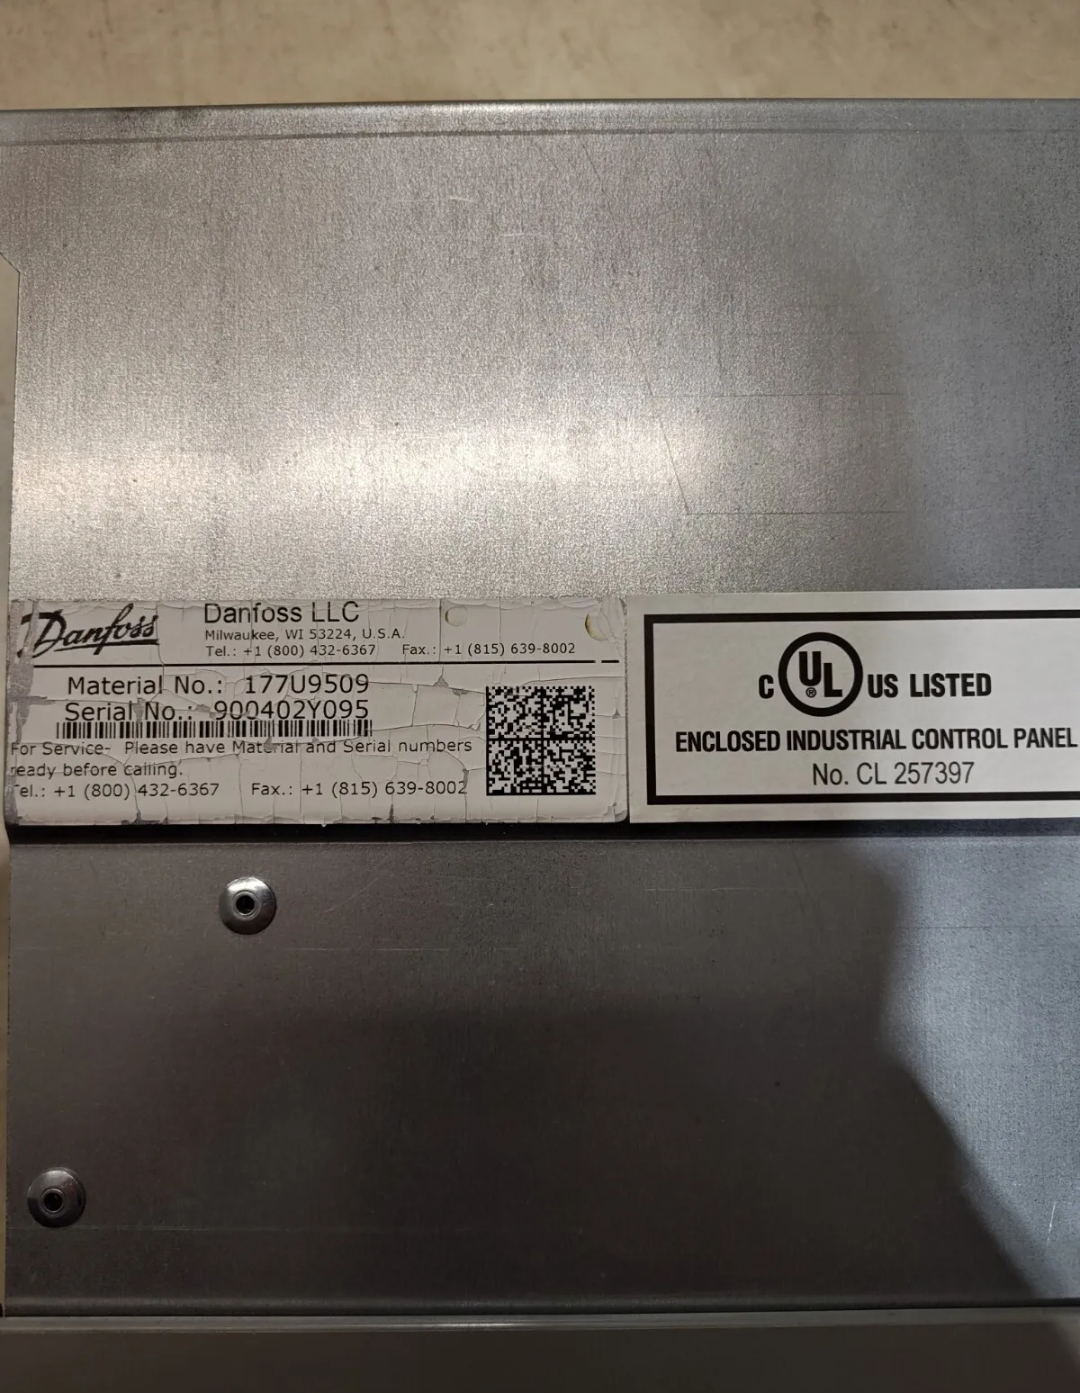 Danfoss
Danfoss LLC
Milwaukee, WI 53224, U.S.A.
Tel.: +1 (800) 432-6367 Fax.: +1 (815) 639-8002
Material No.: 177U9509
Serial No.: 900402Y095
For Service- Please have Material and Serial numbers
ready before calling.
Tel.: +1 (800) 432-6367 Fax.: +1 (815) 639-8002
C UL ® US LISTED
ENCLOSED INDUSTRIAL CONTROL PANEL
No. CL 257397